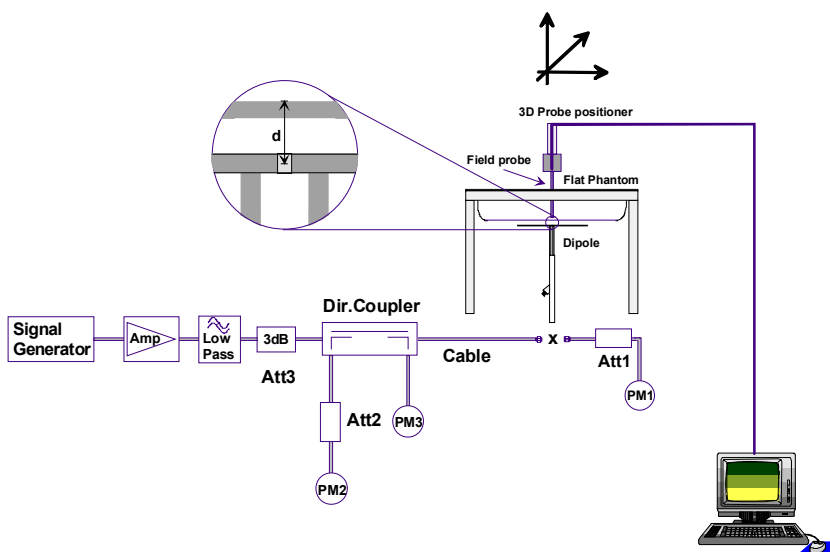 3D Probe positioner
d
Field probe
Flat Phantom
Dipole
Dir.Coupler
Signal
Generator
Amp
Low
Pass
3dB
Cable
x
Att1
Att3
PM1
Att2
PM3
PM2